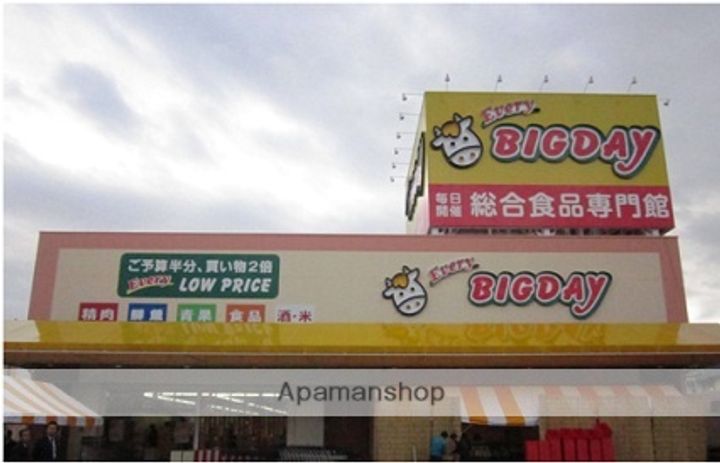 Every
BIGDAY
毎日
開催
総合食品専門館
ご予算半分、買い物2倍
Every LOW PRICE
Every
BIGDAY
精肉 鮮魚 青果 食品 酒・米
Apamanshop